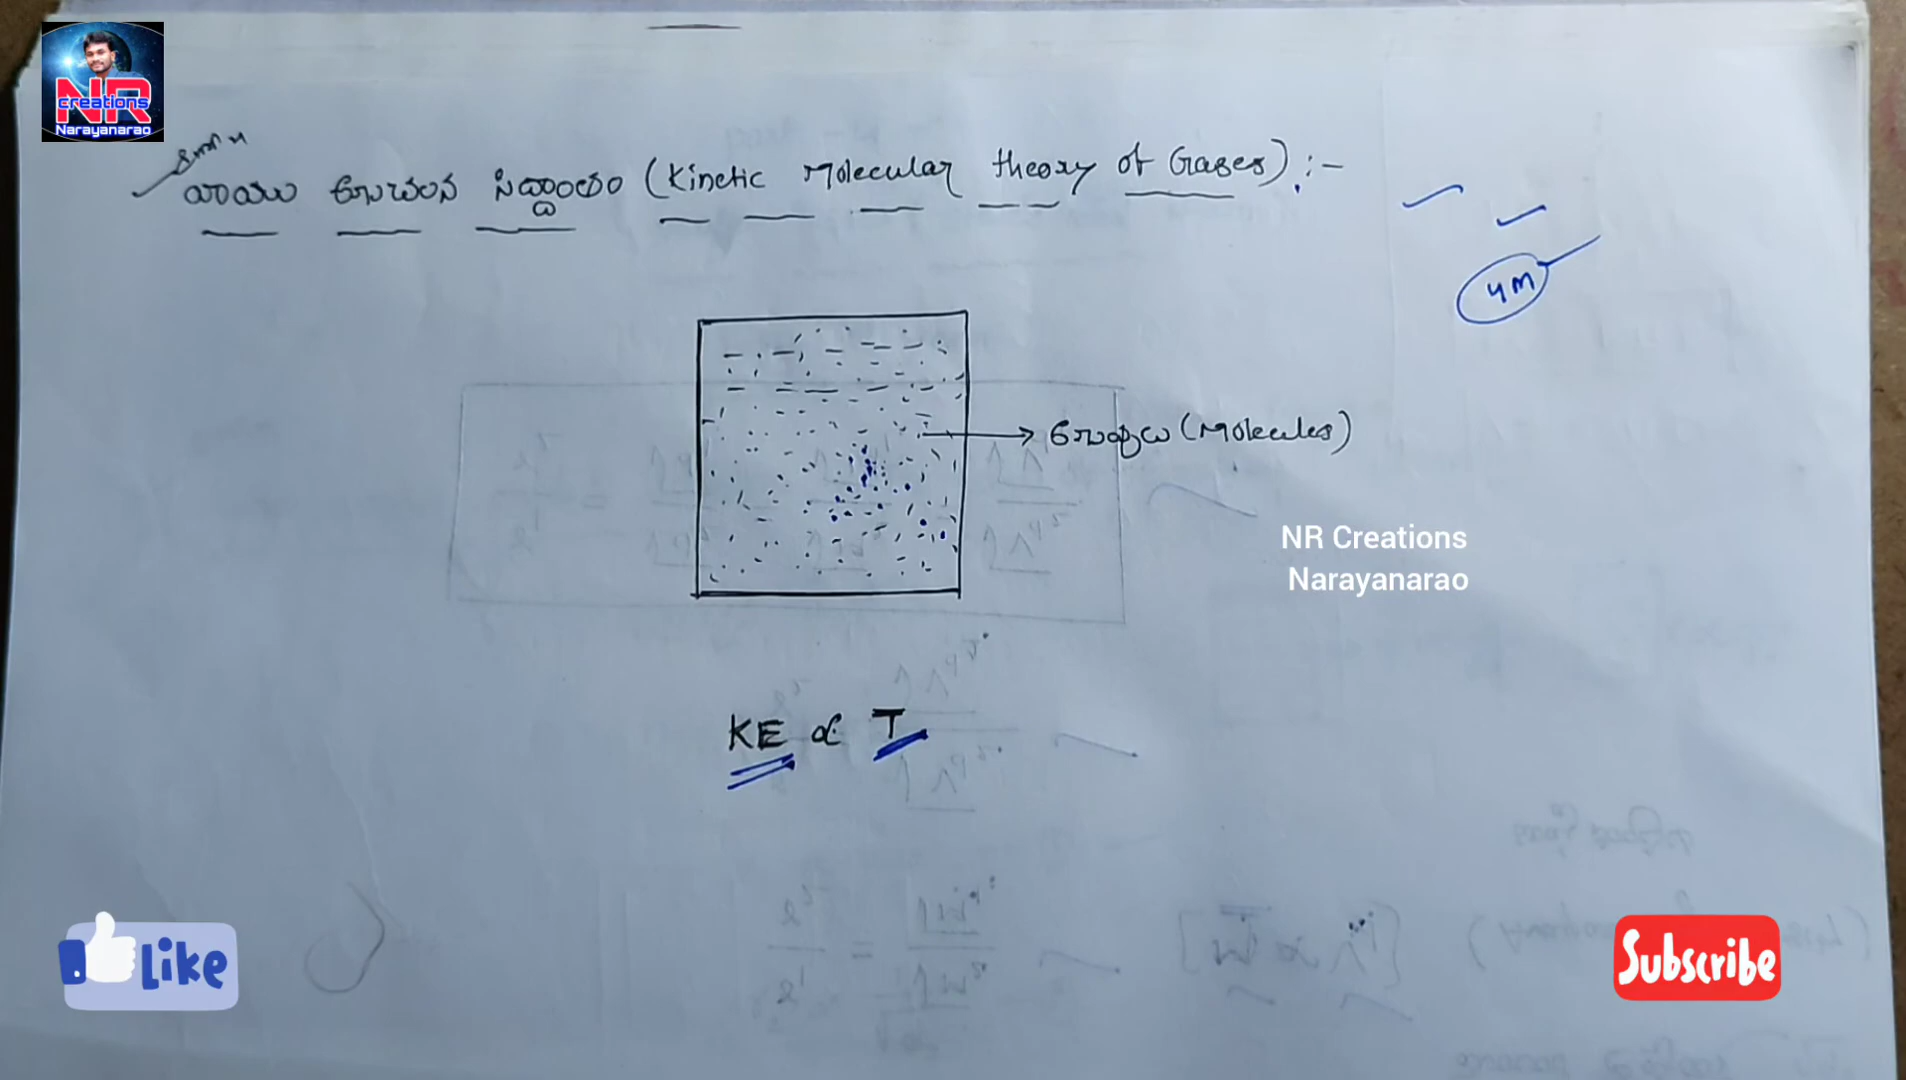 NR
creations
Narayanarao
వాయు అణుచలన సిద్ధాంతం (Kinetic Molecular theory of Gases) :-
4M
అణువులు (Molecules)
NR Creations
Narayanarao
KE ∝ T
Like
Subscribe